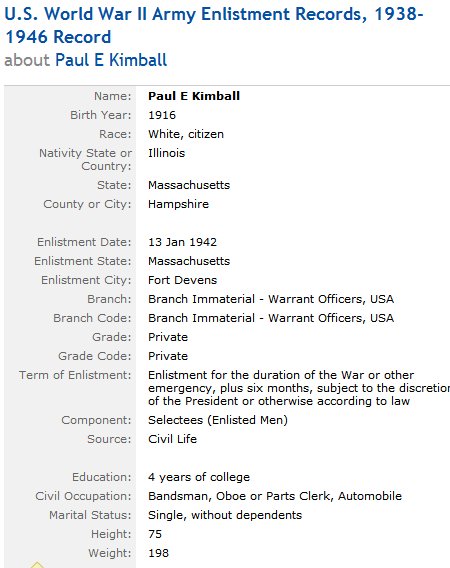 U.S. World War II Army Enlistment Records, 1938-
1946 Record
about Paul E Kimball
Name: Paul E Kimball
Birth Year: 1916
Race: White, citizen
Nativity State or Country: Illinois
State: Massachusetts
County or City: Hampshire
Enlistment Date: 13 Jan 1942
Enlistment State: Massachusetts
Enlistment City: Fort Devens
Branch: Branch Immaterial - Warrant Officers, USA
Branch Code: Branch Immaterial - Warrant Officers, USA
Grade: Private
Grade Code: Private
Term of Enlistment: Enlistment for the duration of the War or other
emergency, plus six months, subject to the discretion
of the President or otherwise according to law
Component: Selectees (Enlisted Men)
Source: Civil Life
Education: 4 years of college
Civil Occupation: Bandsman, Oboe or Parts Clerk, Automobile
Marital Status: Single, without dependents
Height: 75
Weight: 198